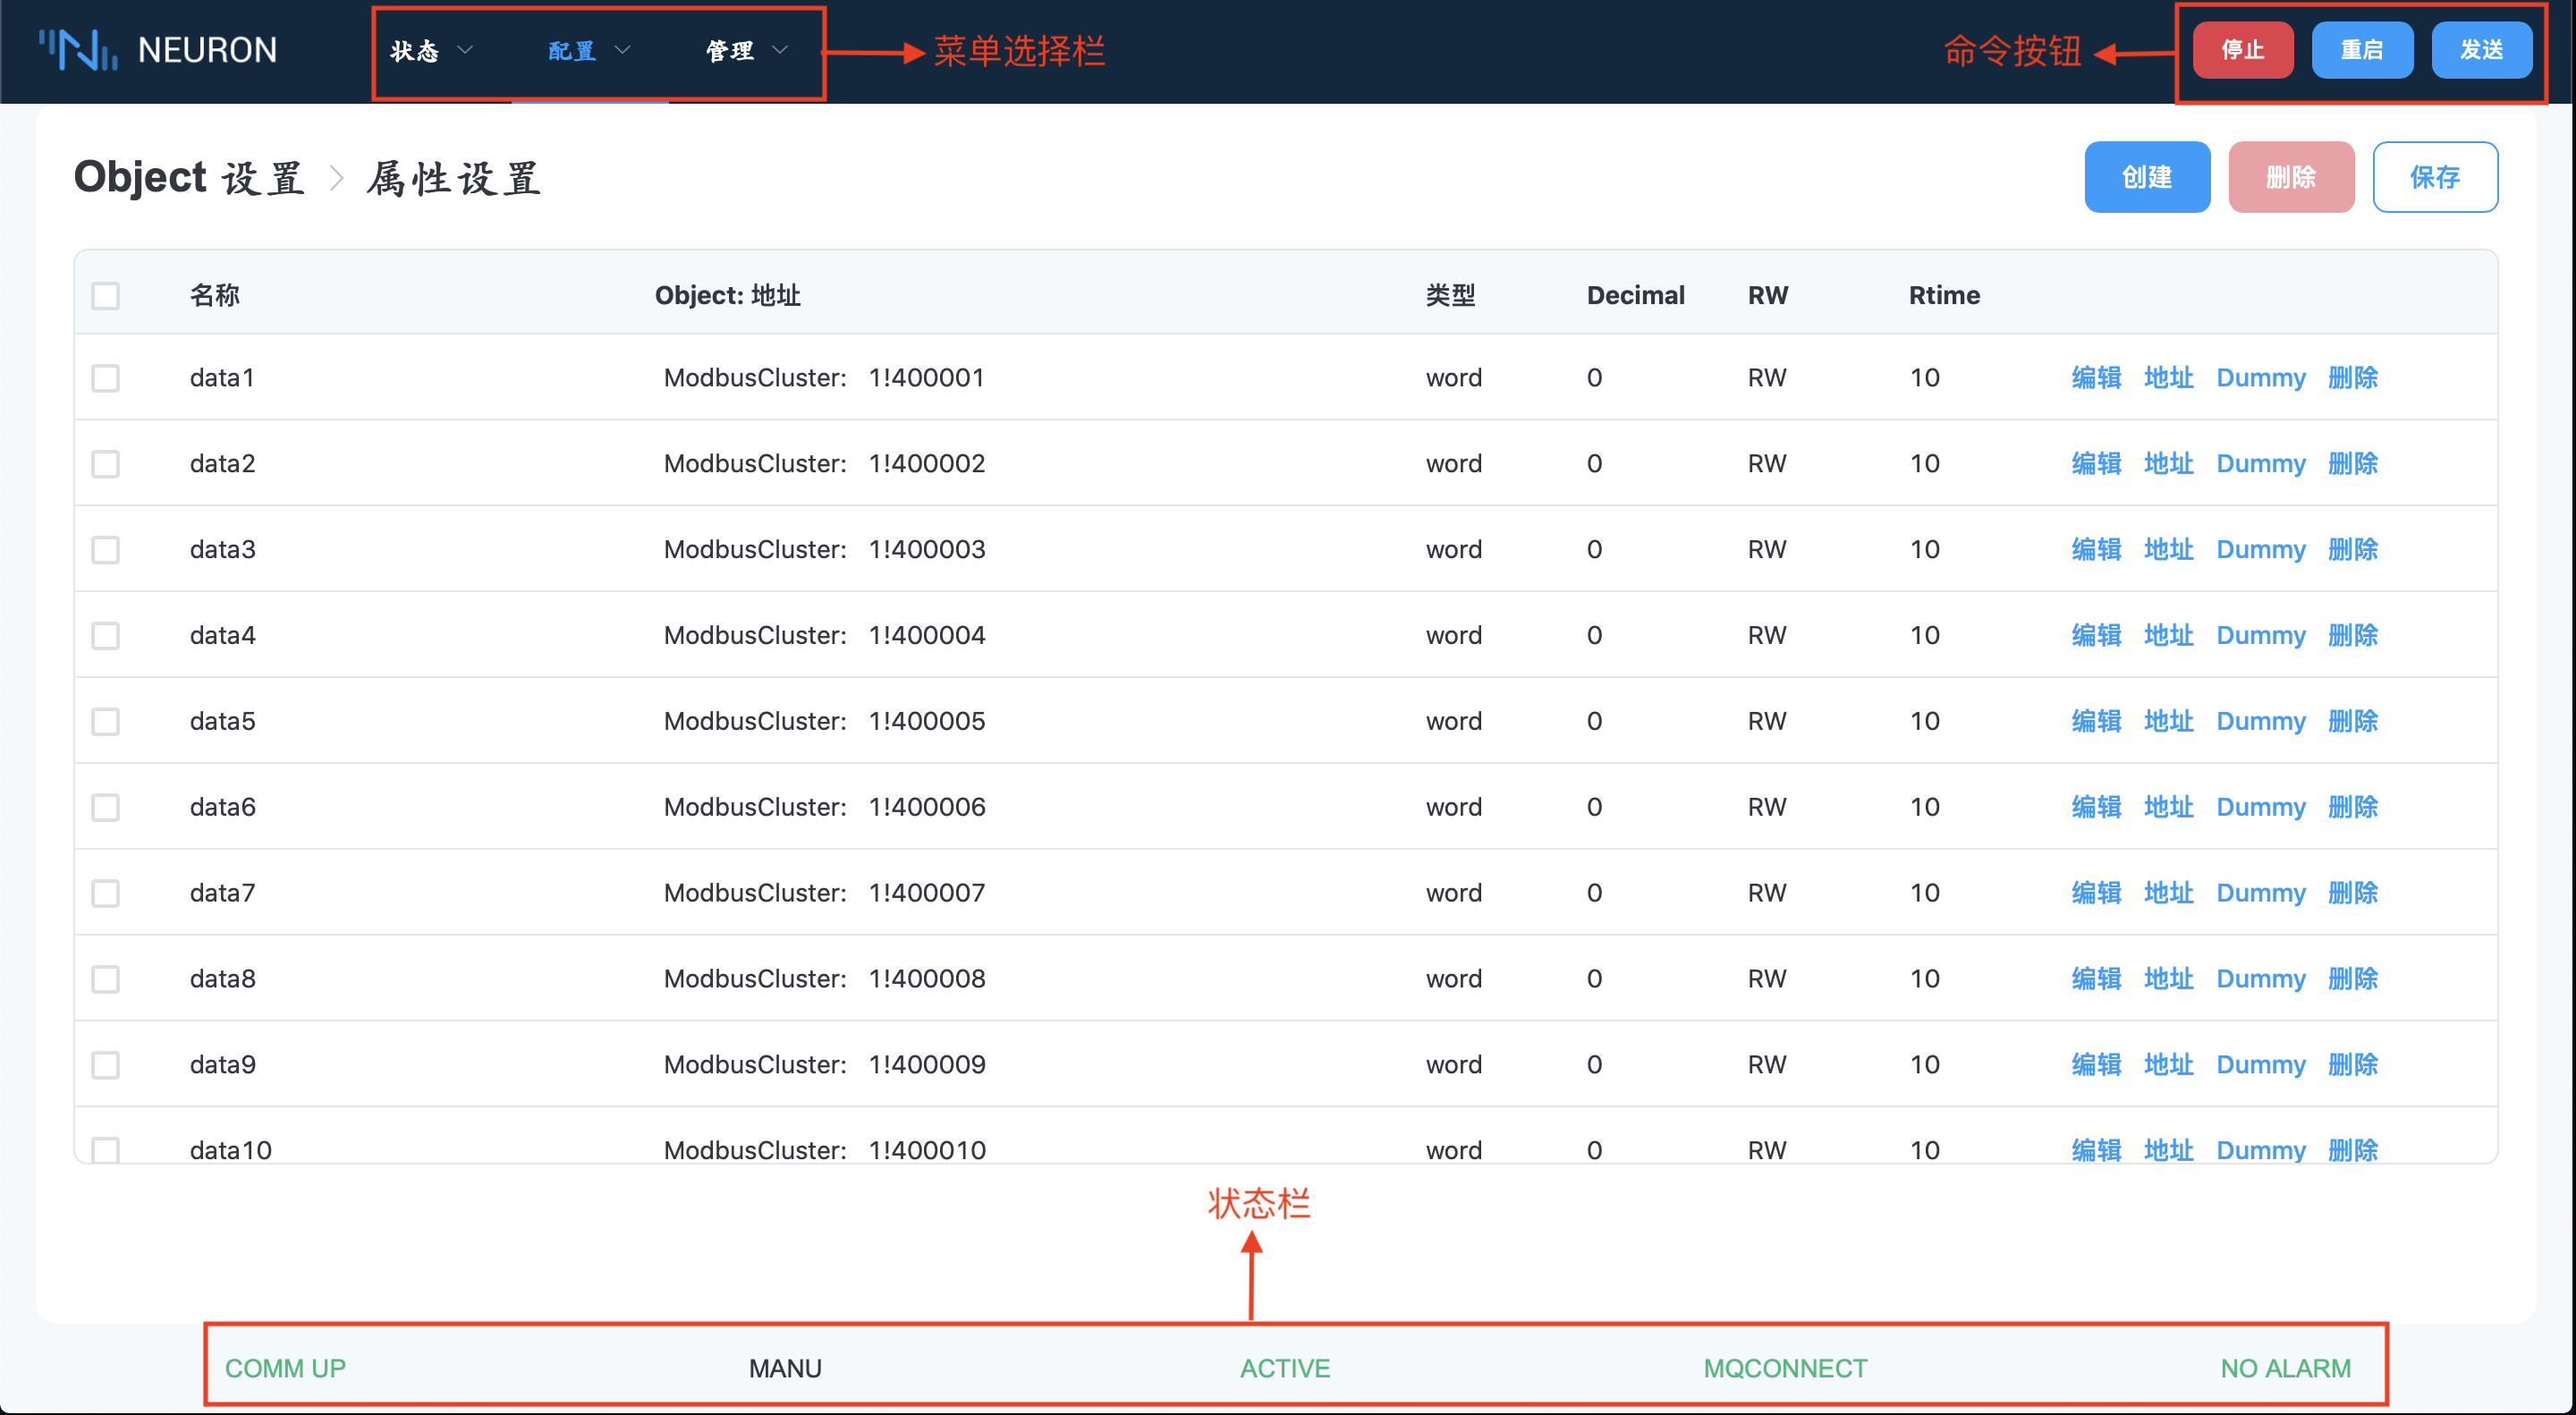 NEURON 状态 配置 管理 菜单选择栏 命令按钮 停止 重启 发送
Object 设置 > 属性设置 创建 删除 保存
名称 Object: 地址 类型 Decimal RW Rtime
data1 ModbusCluster: 1!400001 word 0 RW 10 编辑 地址 Dummy 删除
data2 ModbusCluster: 1!400002 word 0 RW 10 编辑 地址 Dummy 删除
data3 ModbusCluster: 1!400003 word 0 RW 10 编辑 地址 Dummy 删除
data4 ModbusCluster: 1!400004 word 0 RW 10 编辑 地址 Dummy 删除
data5 ModbusCluster: 1!400005 word 0 RW 10 编辑 地址 Dummy 删除
data6 ModbusCluster: 1!400006 word 0 RW 10 编辑 地址 Dummy 删除
data7 ModbusCluster: 1!400007 word 0 RW 10 编辑 地址 Dummy 删除
data8 ModbusCluster: 1!400008 word 0 RW 10 编辑 地址 Dummy 删除
data9 ModbusCluster: 1!400009 word 0 RW 10 编辑 地址 Dummy 删除
data10 ModbusCluster: 1!400010 word 0 RW 10 编辑 地址 Dummy 删除
状态栏
COMM UP MANU ACTIVE MQCONNECT NO ALARM